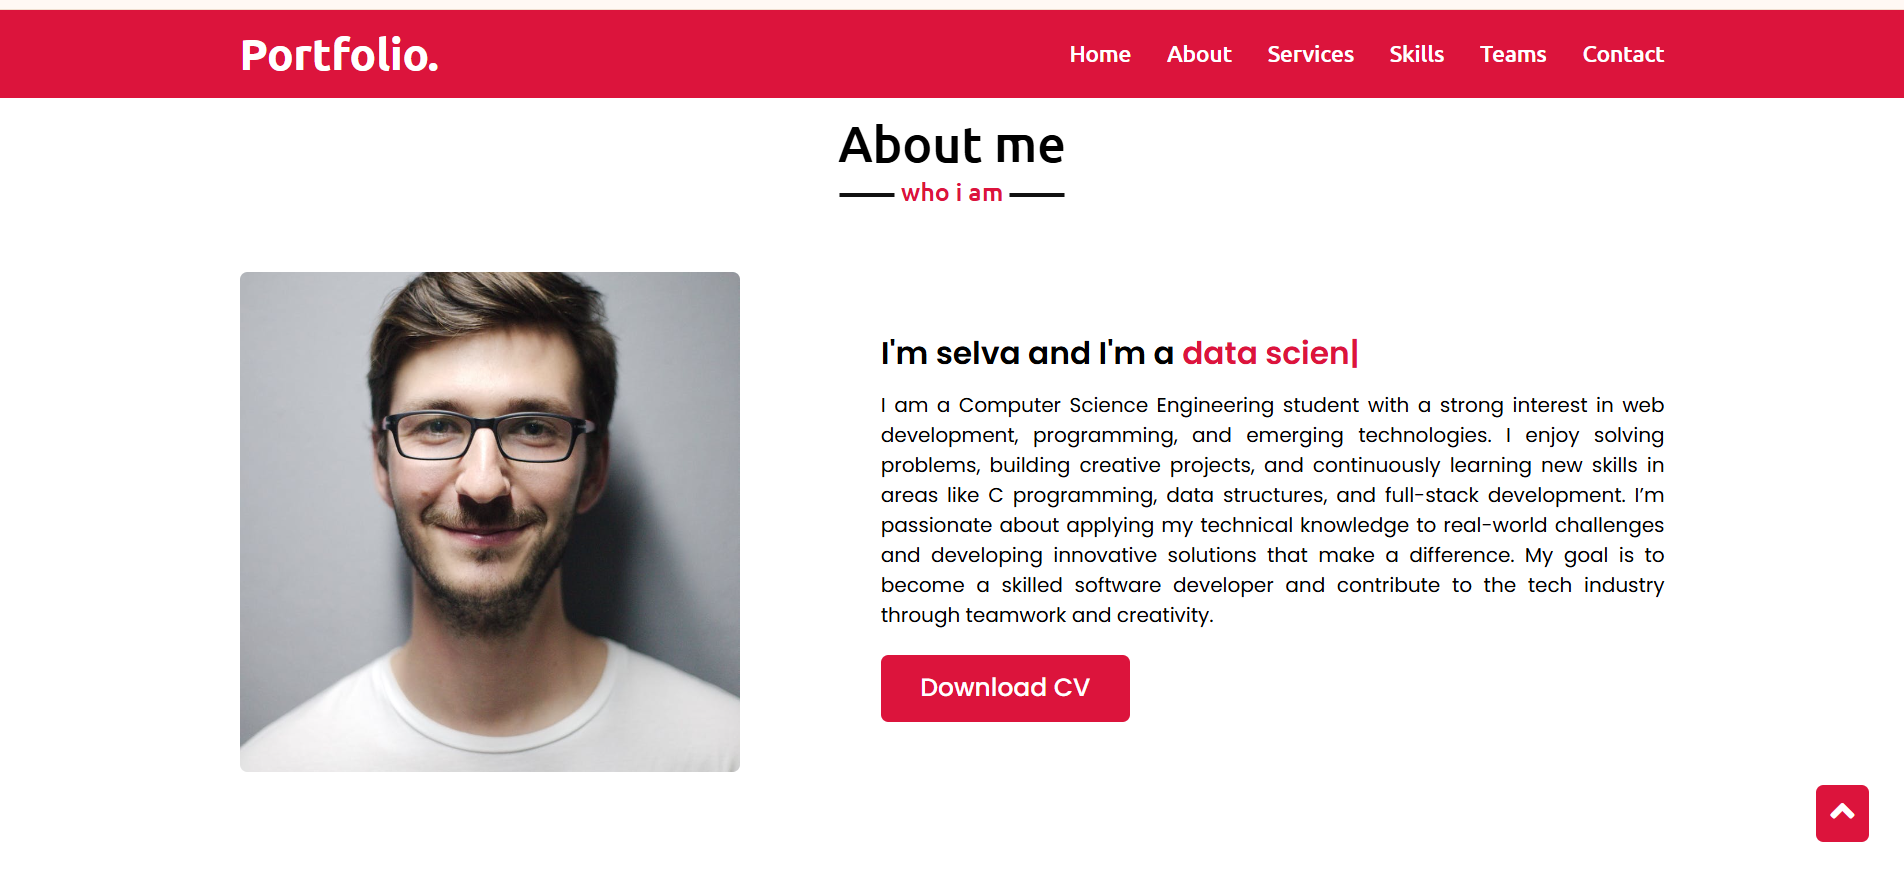 Portfolio.
Home About Services Skills Teams Contact
About me
who i am
I'm selva and I'm a data scien|
I am a Computer Science Engineering student with a strong interest in web
development, programming, and emerging technologies. I enjoy solving
problems, building creative projects, and continuously learning new skills in
areas like C programming, data structures, and full-stack development. I’m
passionate about applying my technical knowledge to real-world challenges
and developing innovative solutions that make a difference. My goal is to
become a skilled software developer and contribute to the tech industry
through teamwork and creativity.
Download CV